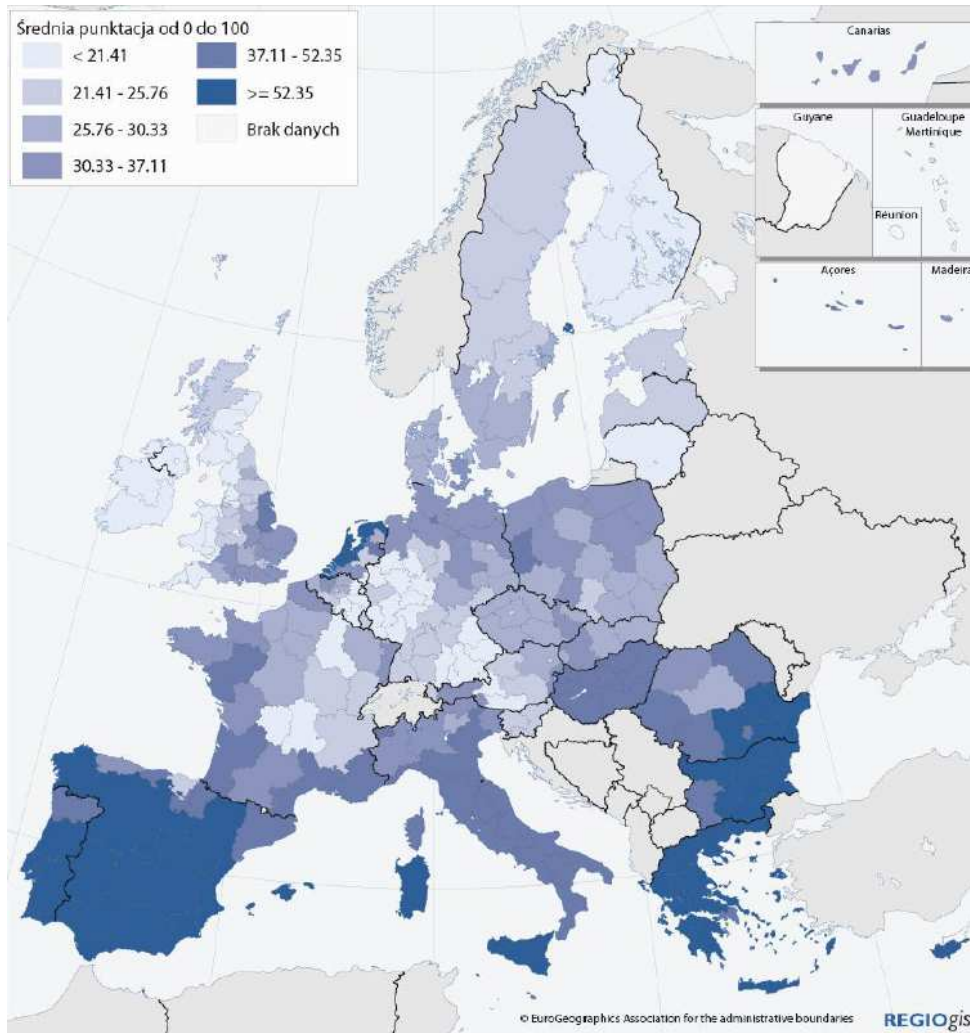 Średnia punktacja od 0 do 100
< 21.41
21.41 - 25.76
25.76 - 30.33
30.33 - 37.11
37.11 - 52.35
>= 52.35
Brak danych
Canarias
Guyane
Guadeloupe
Martinique
Réunion
Açores
Madeira
© EuroGeographics Association for the administrative boundaries
REGIOgis